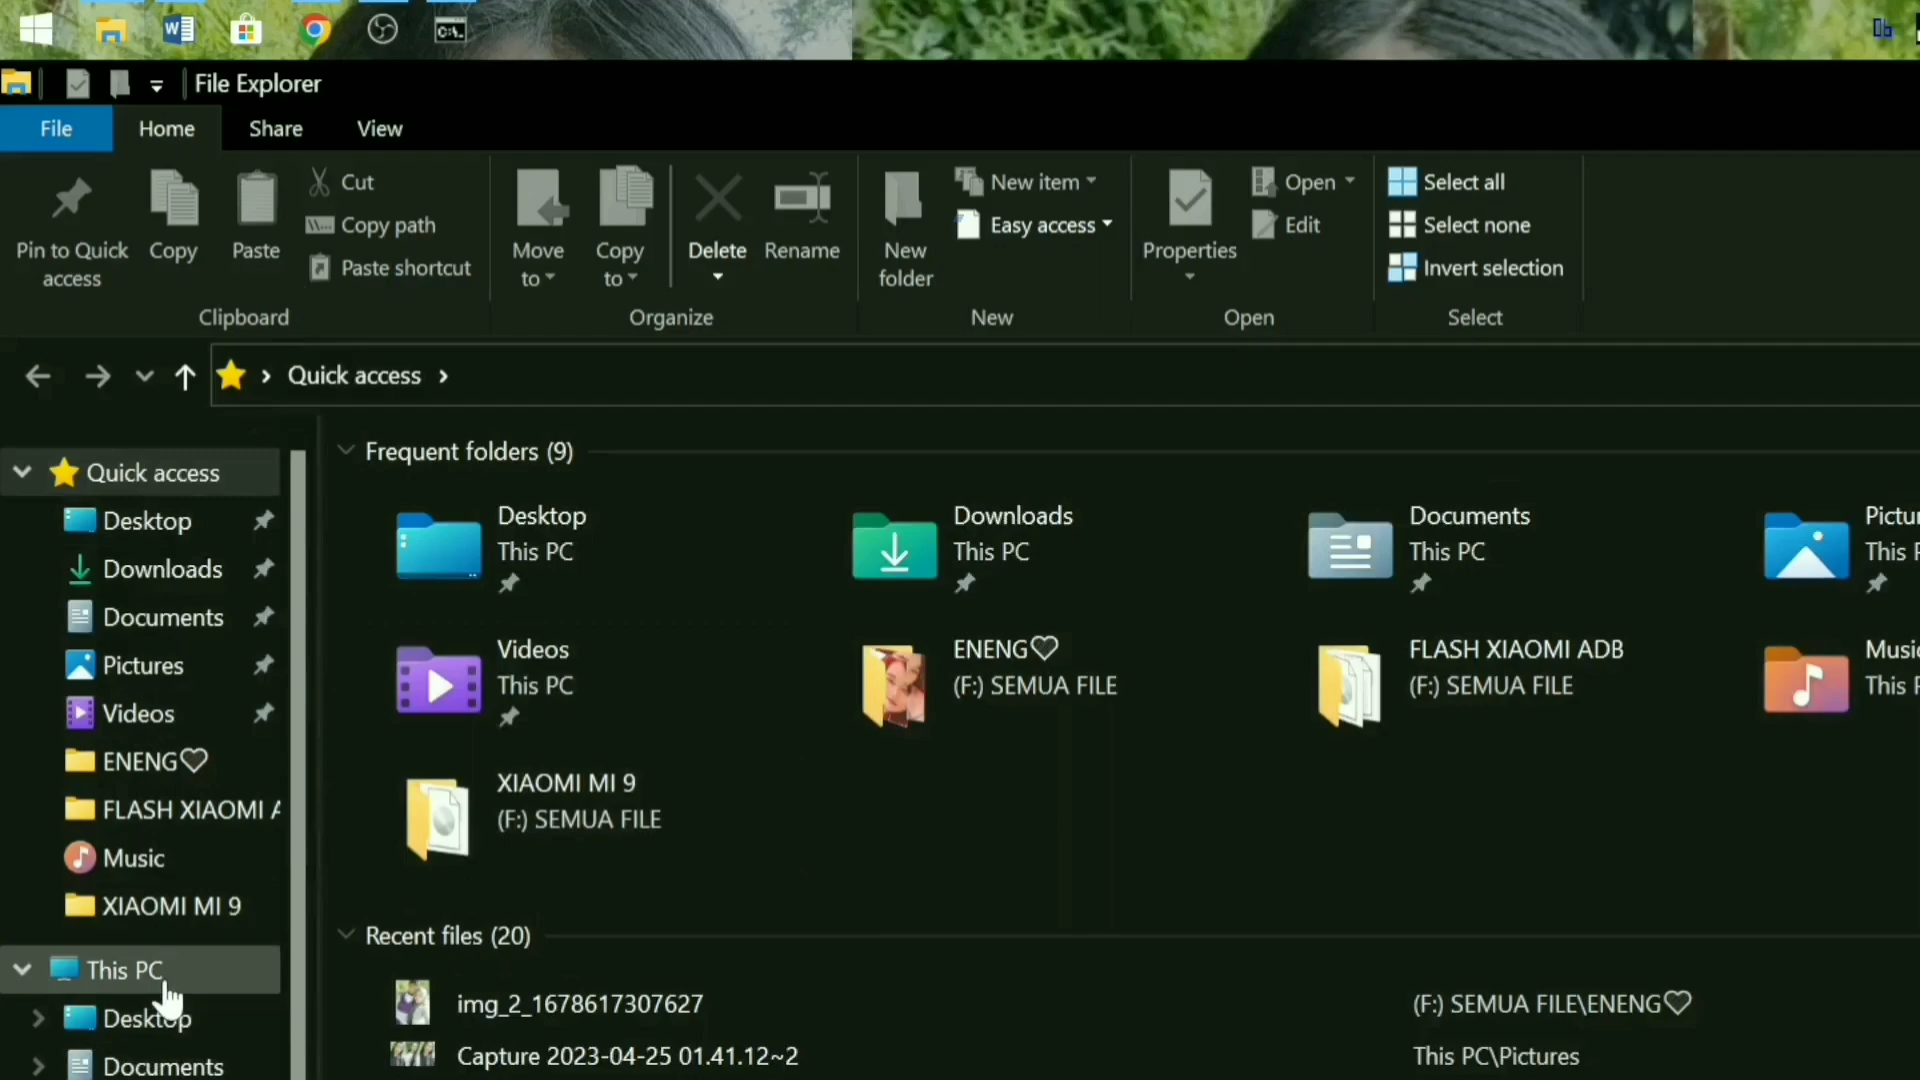 File Explorer
File Home Share View
Pin to Quick access
Copy
Paste
Cut
Copy path
Paste shortcut
Clipboard
Move to
Copy to
Delete
Rename
Organize
New folder
New item
Easy access
New
Properties
Open
Edit
Open
Select all
Select none
Invert selection
Select
Quick access
Quick access
Desktop
Downloads
Documents
Pictures
Videos
ENENG♡
FLASH XIAOMI A
Music
XIAOMI MI 9
This PC
Desktop
Documents
Frequent folders (9)
Desktop
This PC
Downloads
This PC
Documents
This PC
Pictu
This P
Videos
This PC
ENENG♡
(F:) SEMUA FILE
FLASH XIAOMI ADB
(F:) SEMUA FILE
Music
This P
XIAOMI MI 9
(F:) SEMUA FILE
Recent files (20)
img_2_1678617307627 (F:) SEMUA FILE\ENENG♡
Capture 2023-04-25 01.41.12~2 This PC\Pictures